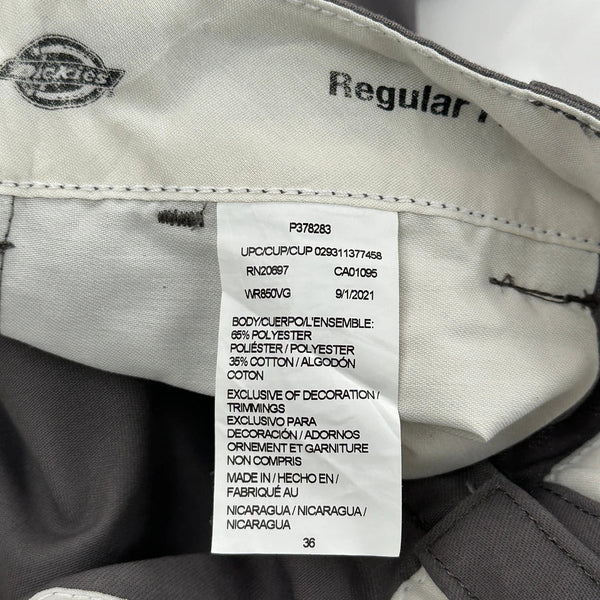 Dickies
Regular
P378283
UPC/CUP/CUP 029311377458
RN20697 CA01095
WR850VG 9/1/2021
BODY/CUERPO/L'ENSEMBLE:
65% POLYESTER
POLIÉSTER / POLYESTER
35% COTTON / ALGODÓN
COTON
EXCLUSIVE OF DECORATION /
TRIMMINGS
EXCLUSIVO PARA
DECORACIÓN / ADORNOS
ORNEMENT ET GARNITURE
NON COMPRIS
MADE IN / HECHO EN /
FABRIQUÉ AU
NICARAGUA / NICARAGUA /
NICARAGUA
36